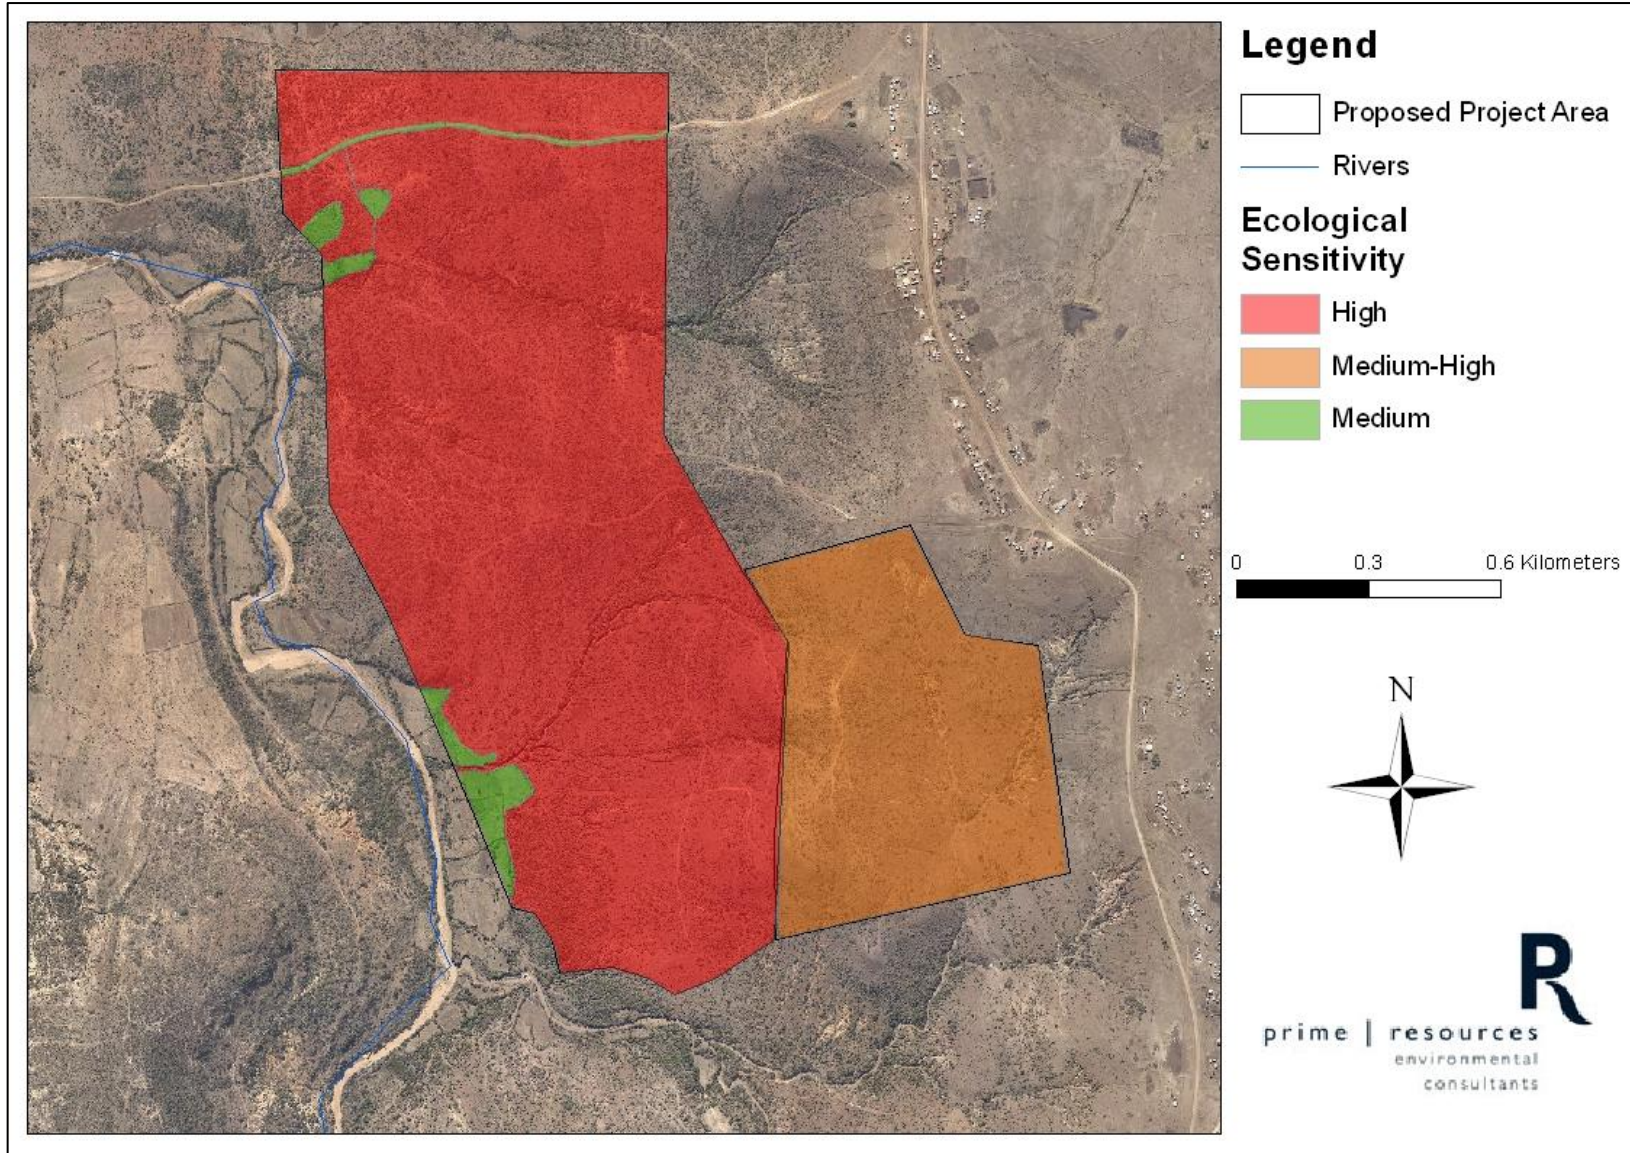 Legend
Proposed Project Area
Rivers
Ecological
Sensitivity
High
Medium-High
Medium
0 0.3 0.6 Kilometers
N
R
prime | resources
environmental
consultants